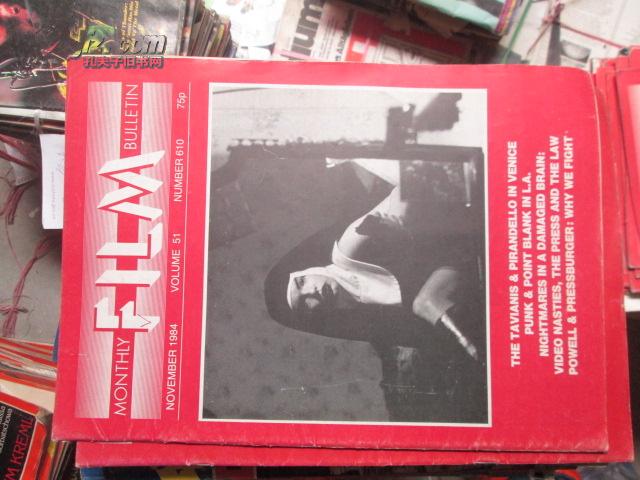 MONTHLY
FILM
BULLETIN
NOVEMBER 1984 VOLUME 51 NUMBER 610 75p
THE TAVIANIS & PIRANDELLO IN VENICE
PUNK & POINT BLANK IN L.A.
NIGHTMARES IN A DAMAGED BRAIN:
VIDEO NASTIES, THE PRESS AND THE LAW
POWELL & PRESSBURGER: 'WHY WE FIGHT'
.com
孔夫子旧书网
M KREML